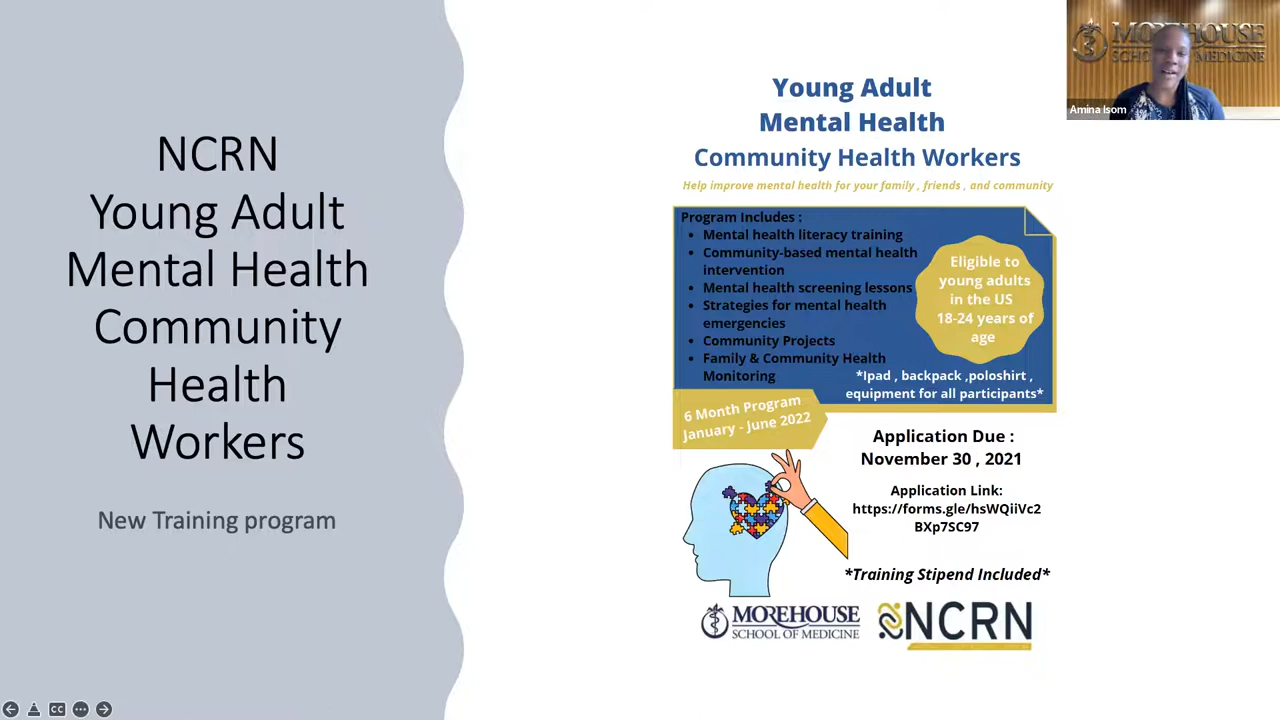 NCRN
Young Adult
Mental Health
Community
Health
Workers
New Training program
Young Adult
Mental Health
Community Health Workers
Help improve mental health for your family , friends , and community
Program Includes :
• Mental health literacy training
• Community-based mental health
intervention
• Mental health screening lessons
• Strategies for mental health
emergencies
• Community Projects
• Family & Community Health
Monitoring
Eligible to
young adults
in the US
18-24 years of
age
*Ipad , backpack ,poloshirt ,
equipment for all participants*
6 Month Program
January - June 2022
Application Due :
November 30 , 2021
Application Link:
https://forms.gle/hsWQiiVc2
BXp7SC97
*Training Stipend Included*
MOREHOUSE
SCHOOL OF MEDICINE
NCRN
MOREHOUSE
SCHOOL OF MEDICINE
Amina Isom
CC